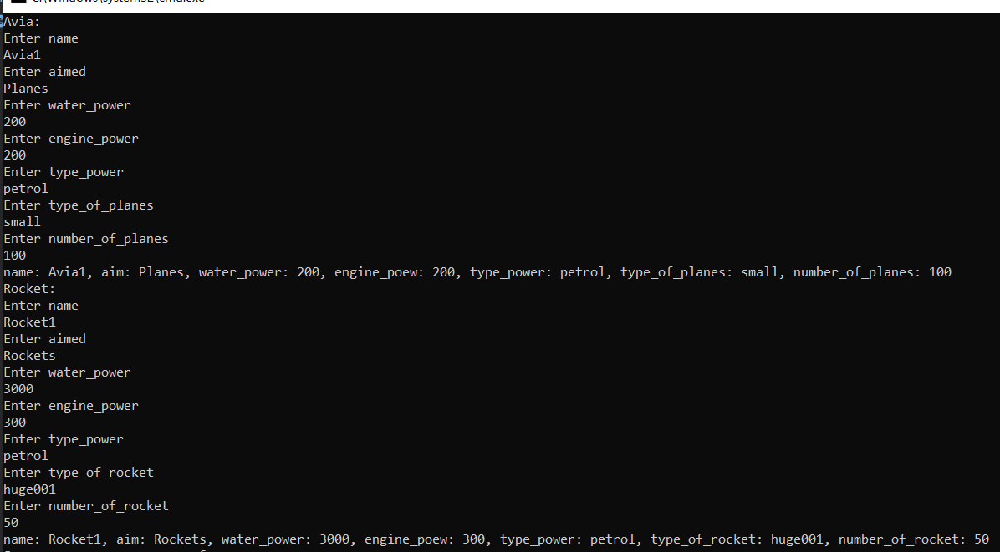 Avia:
Enter name
Avia1
Enter aimed
Planes
Enter water_power
200
Enter engine_power
200
Enter type_power
petrol
Enter type_of_planes
small
Enter number_of_planes
100
name: Avia1, aim: Planes, water_power: 200, engine_poew: 200, type_power: petrol, type_of_planes: small, number_of_planes: 100
Rocket:
Enter name
Rocket1
Enter aimed
Rockets
Enter water_power
3000
Enter engine_power
300
Enter type_power
petrol
Enter type_of_rocket
huge001
Enter number_of_rocket
50
name: Rocket1, aim: Rockets, water_power: 3000, engine_poew: 300, type_power: petrol, type_of_rocket: huge001, number_of_rocket: 50